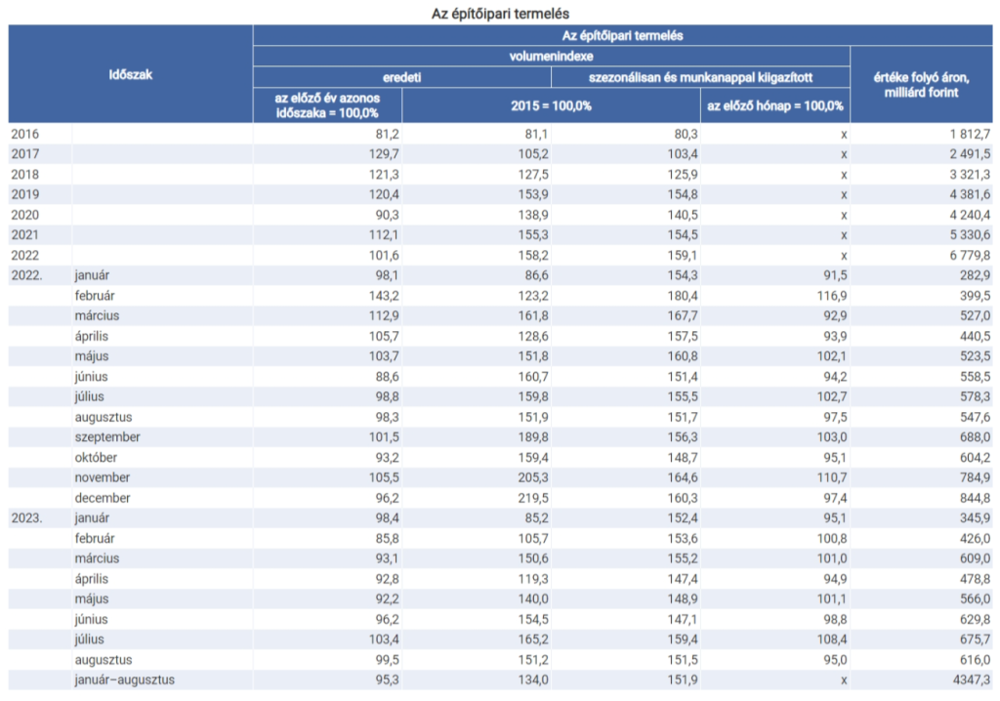 Az építőipari termelés
Az építőipari termelés
Időszak
volumenindexe
értéke folyó áron,
milliárd forint
eredeti
szezonálisan és munkanappal kiigazított
az előző év azonos
időszaka = 100,0%
2015 = 100,0%
az előző hónap = 100,0%
2016 81,2 81,1 80,3 x 1 812,7
2017 129,7 105,2 103,4 x 2 491,5
2018 121,3 127,5 125,9 x 3 321,3
2019 120,4 153,9 154,8 x 4 381,6
2020 90,3 138,9 140,5 x 4 240,4
2021 112,1 155,3 154,5 x 5 330,6
2022 101,6 158,2 159,1 x 6 779,8
2022. január 98,1 86,6 154,3 91,5 282,9
február 143,2 123,2 180,4 116,9 399,5
március 112,9 161,8 167,7 92,9 527,0
április 105,7 128,6 157,5 93,9 440,5
május 103,7 151,8 160,8 102,1 523,5
június 88,6 160,7 151,4 94,2 558,5
július 98,8 159,8 155,5 102,7 578,3
augusztus 98,3 151,9 151,7 97,5 547,6
szeptember 101,5 189,8 156,3 103,0 688,0
október 93,2 159,4 148,7 95,1 604,2
november 105,5 205,3 164,6 110,7 784,9
december 96,2 219,5 160,3 97,4 844,8
2023. január 98,4 85,2 152,4 95,1 345,9
február 85,8 105,7 153,6 100,8 426,0
március 93,1 150,6 155,2 101,0 609,0
április 92,8 119,3 147,4 94,9 478,8
május 92,2 140,0 148,9 101,1 566,0
június 96,2 154,5 147,1 98,8 629,8
július 103,4 165,2 159,4 108,4 675,7
augusztus 99,5 151,2 151,5 95,0 616,0
január–augusztus 95,3 134,0 151,9 x 4347,3